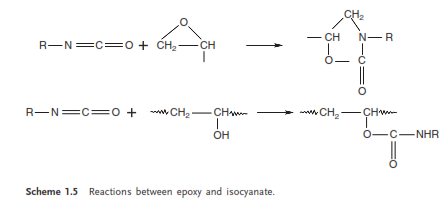 O
CH2
R—N=C=O + CH2—CH
— CH N—R
O— C
O
R—N=C=O + CH2—CH
CH2—CH
OH
O—C—NHR
O
Scheme 1.5 Reactions between epoxy and isocyanate.